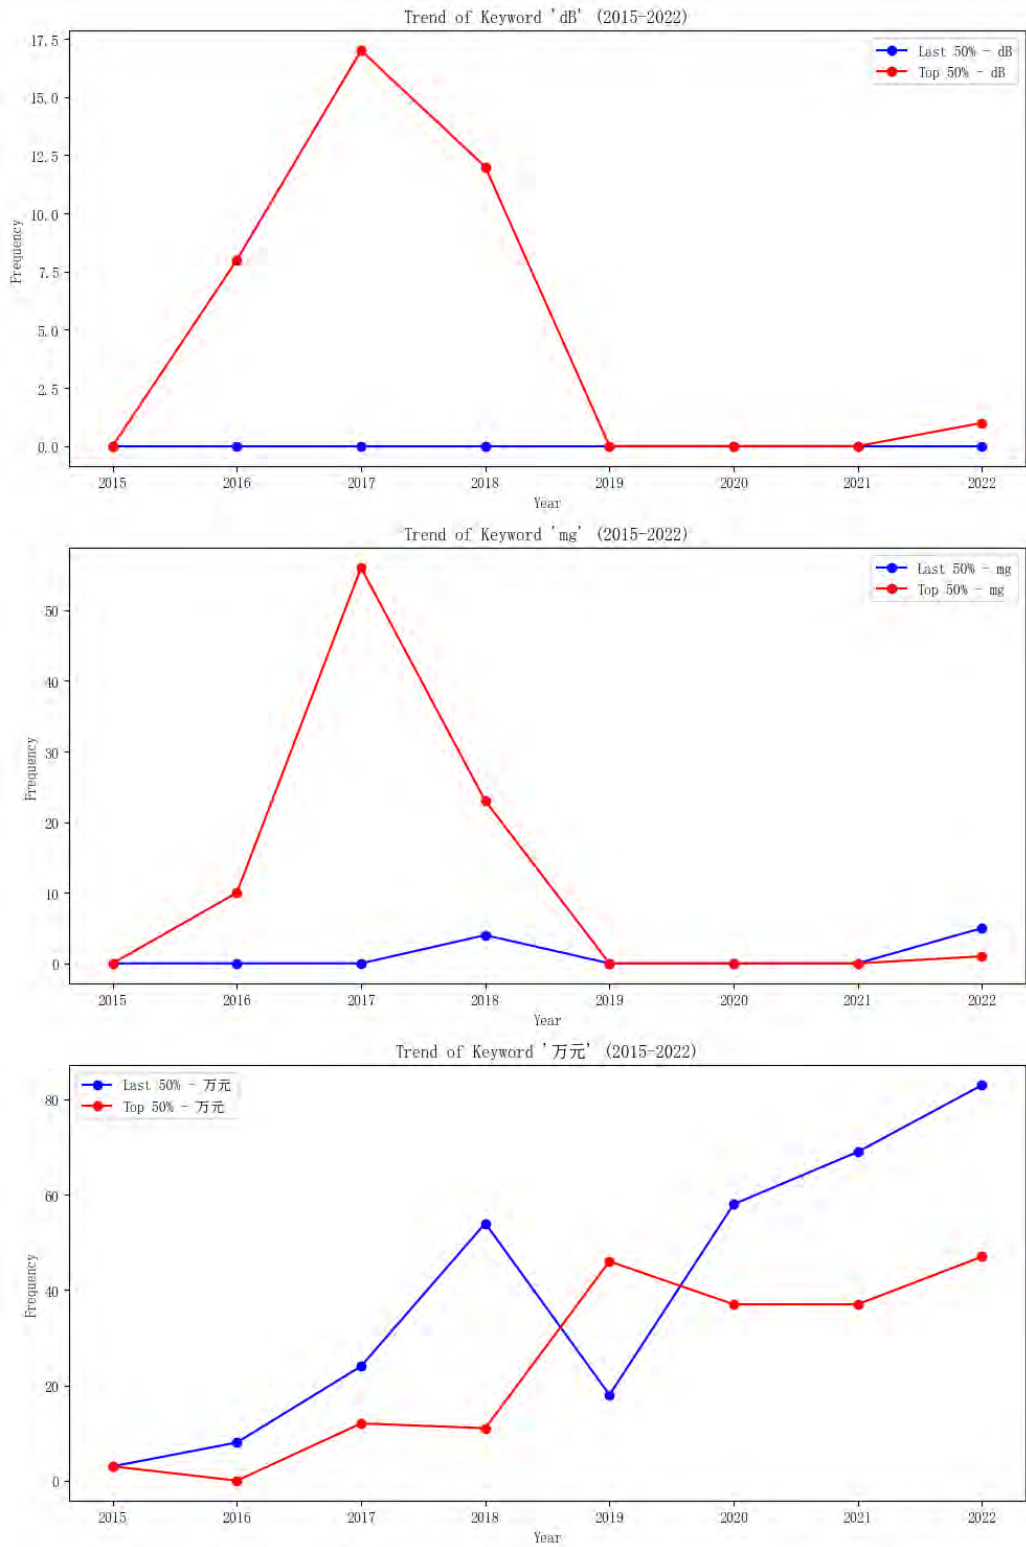 Trend of Keyword 'dB' (2015-2022)
17.5
15.0
12.5
10.0
7.5
5.0
2.5
0.0
Frequency
Last 50% - dB
Top 50% - dB
2015 2016 2017 2018 2019 2020 2021 2022
Year
Trend of Keyword 'mg' (2015-2022)
50
40
30
20
10
0
Frequency
Last 50% - mg
Top 50% - mg
2015 2016 2017 2018 2019 2020 2021 2022
Year
Trend of Keyword '万元' (2015-2022)
80
60
40
20
0
Frequency
Last 50% - 万元
Top 50% - 万元
2015 2016 2017 2018 2019 2020 2021 2022
Year